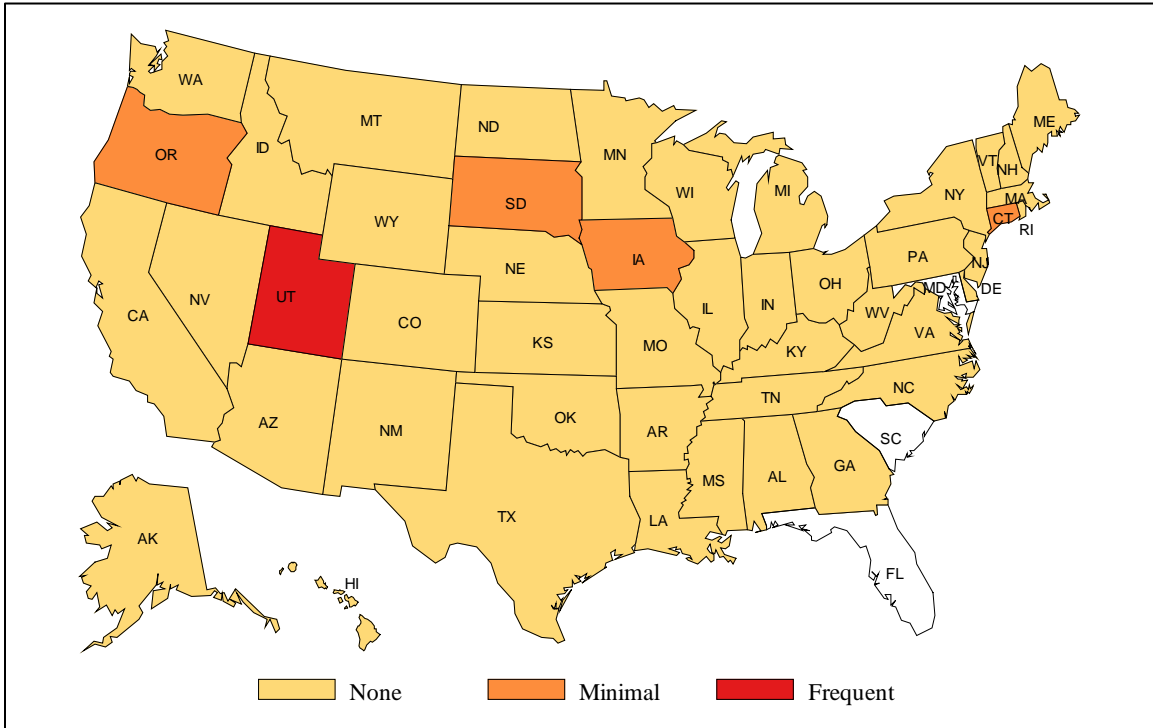 WA
MT
ND
MN
ME
OR
ID
SD
WI
MI
VT
NH
NY
MA
CT
RI
WY
IA
PA
NJ
NE
NV
UT
CO
IL
IN
OH
MD
DE
WV
VA
CA
KS
MO
KY
NC
TN
AZ
NM
OK
AR
SC
MS
AL
GA
TX
LA
AK
HI
FL
None
Minimal
Frequent